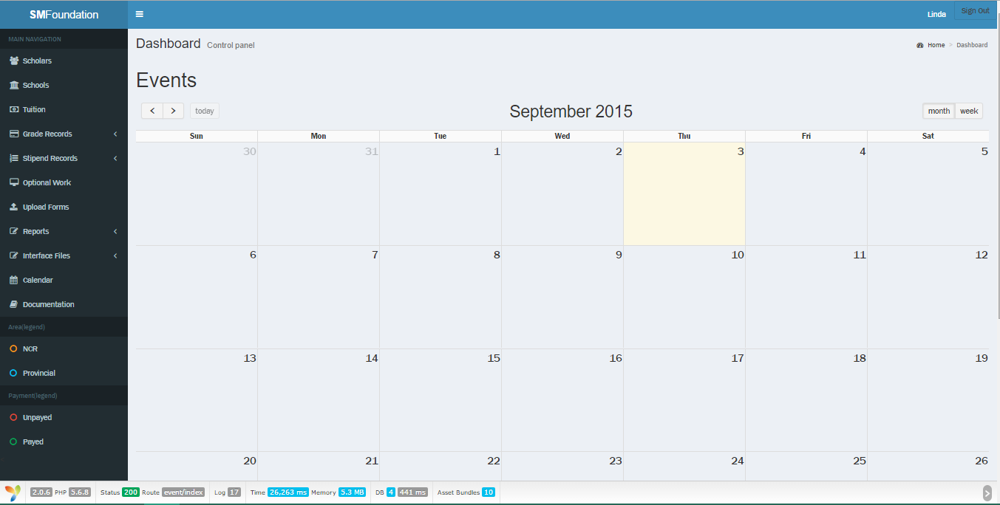 SMFoundation
Linda
Sign Out
MAIN NAVIGATION
Scholars
Schools
Tuition
Grade Records
Stipend Records
Optional Work
Upload Forms
Reports
Interface Files
Calendar
Documentation
Area(legend)
NCR
Provincial
Payment(legend)
Unpayed
Payed
Dashboard Control panel
Home > Dashboard
Events
today
September 2015
month week
Sun Mon Tue Wed Thu Fri Sat
30 31 1 2 3 4 5
6 7 8 9 10 11 12
13 14 15 16 17 18 19
20 21 22 23 24 25 26
2.0.6 PHP 5.6.8 Status 200 Route event/index Log 17 Time 26,263 ms Memory 5.3 MB DB 4 441 ms Asset Bundles 10